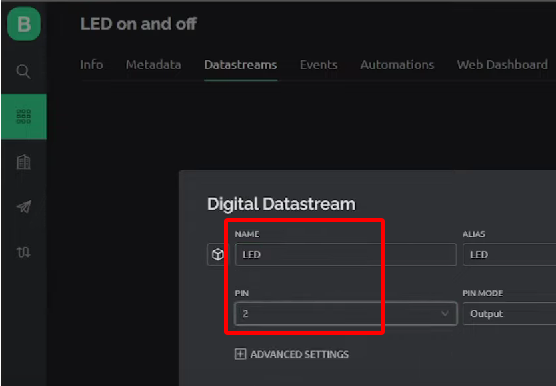 B
LED on and off
Info Metadata Datastreams Events Automations Web Dashboard
Digital Datastream
NAME ALIAS
LED LED
PIN PIN MODE
2 Output
ADVANCED SETTINGS